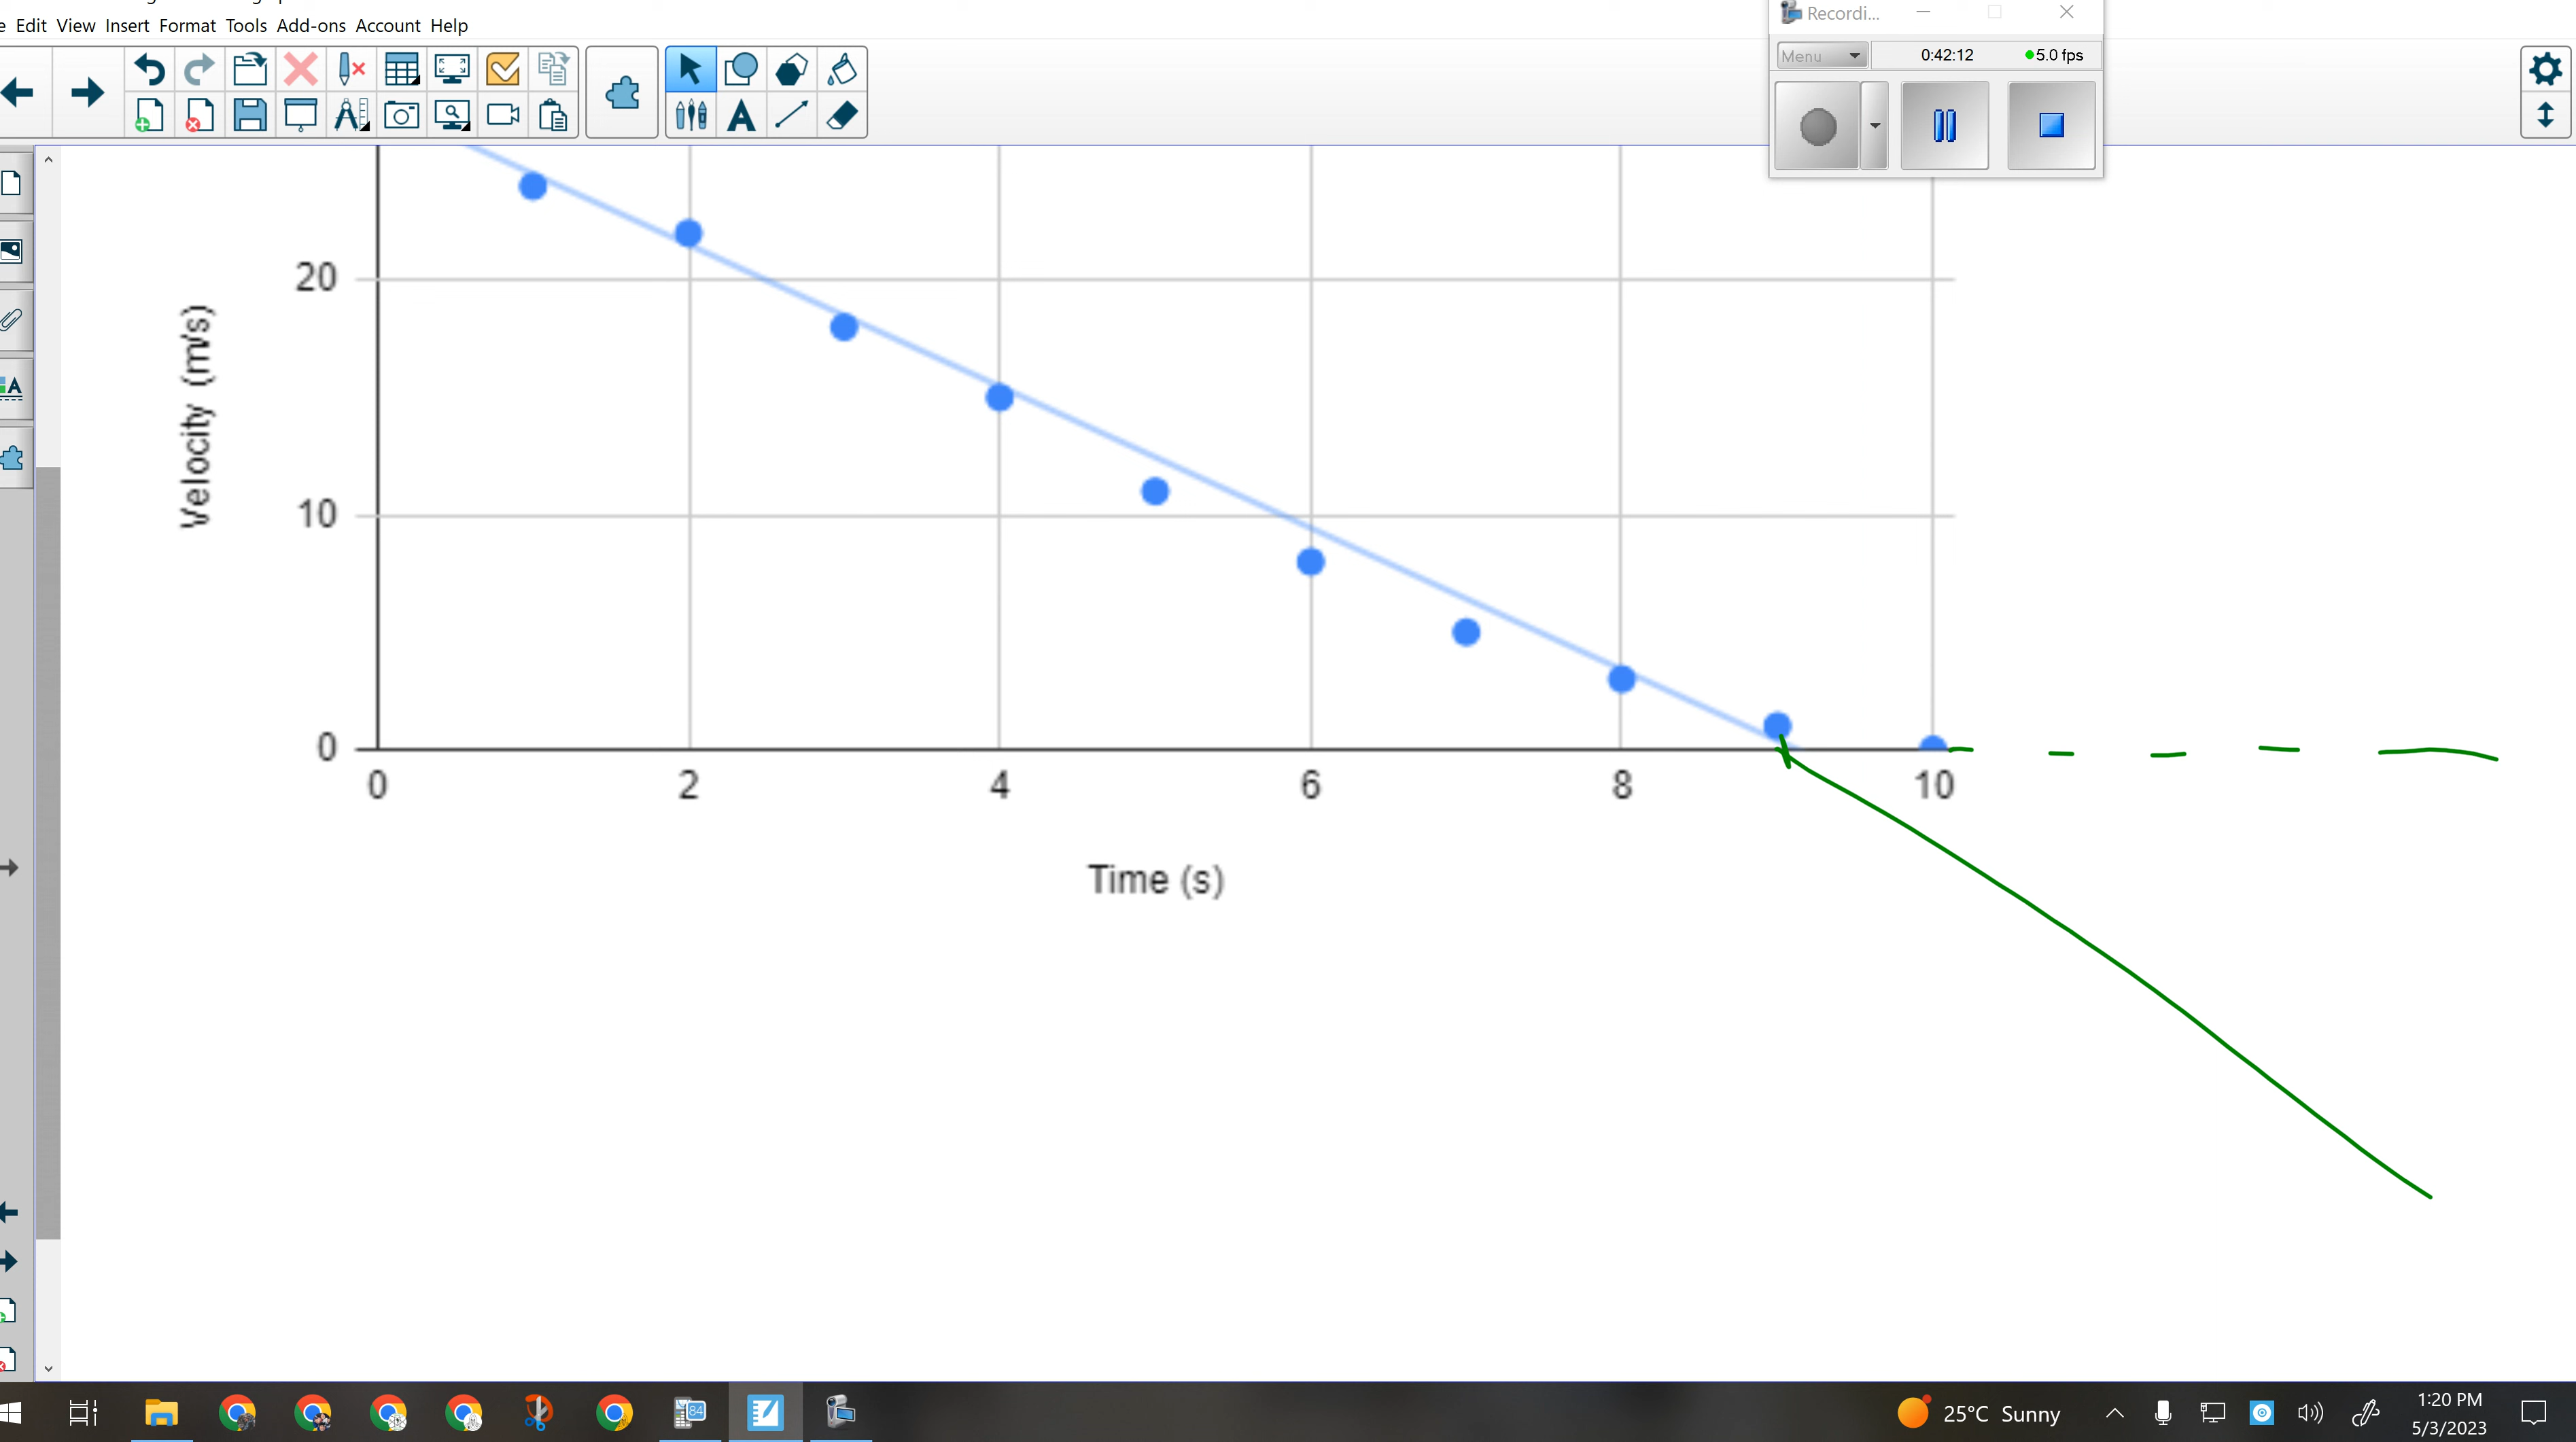 Edit View Insert Format Tools Add-ons Account Help
Recordi...
Menu
0:42:12
5.0 fps
A
A
20
10
0
Velocity (m/s)
0 2 4 6 8 10
Time (s)
84
25°C Sunny
1:20 PM
5/3/2023